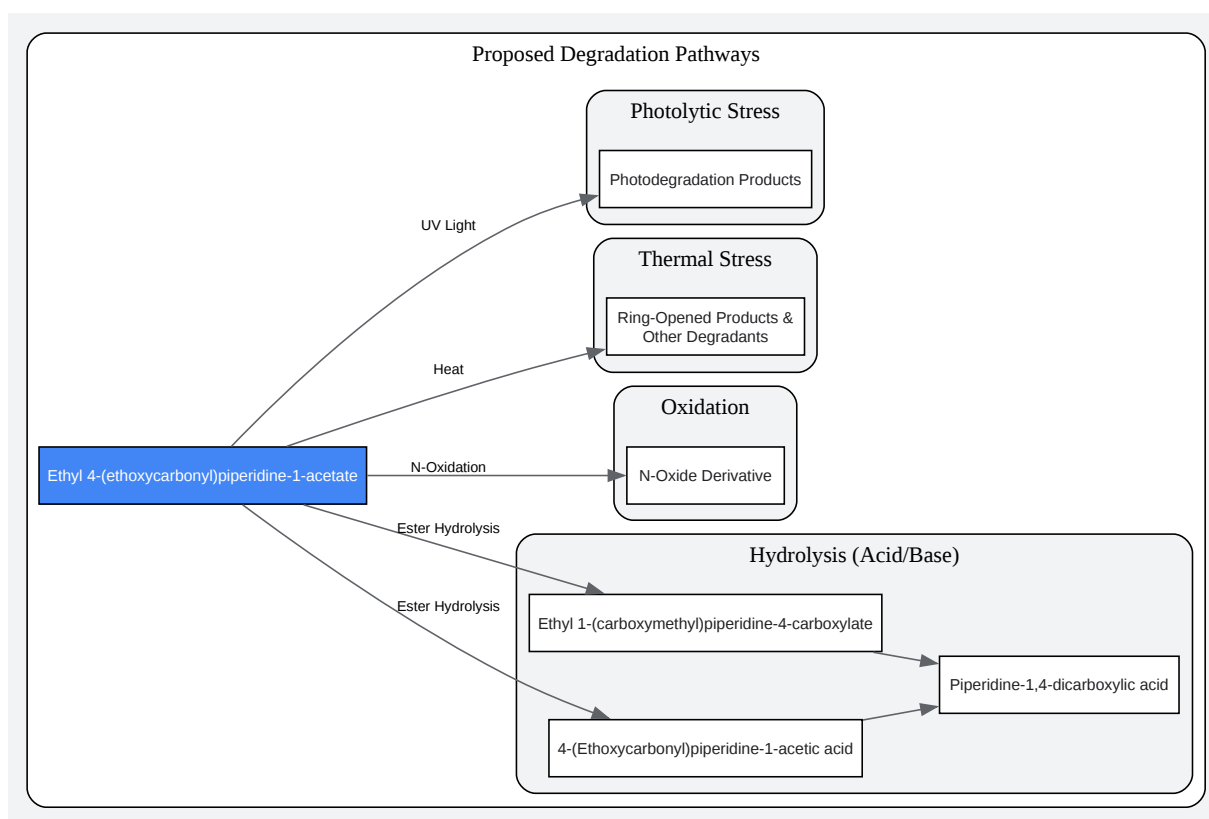 Proposed Degradation Pathways
Photolytic Stress
Photodegradation Products
UV Light
Thermal Stress
Ring-Opened Products &
Other Degradants
Heat
Oxidation
N-Oxide Derivative
N-Oxidation
Ethyl 4-(ethoxycarbonyl)piperidine-1-acetate
Ester Hydrolysis
Hydrolysis (Acid/Base)
Ethyl 1-(carboxymethyl)piperidine-4-carboxylate
Ester Hydrolysis
Piperidine-1,4-dicarboxylic acid
4-(Ethoxycarbonyl)piperidine-1-acetic acid